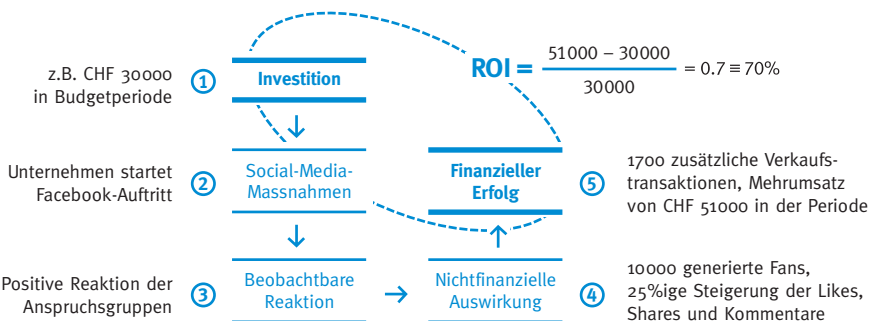 z.B. CHF 30000
in Budgetperiode
1
Investition
ROI = 51000 – 30000
30000
= 0.7 ≡ 70%
Unternehmen startet
Facebook-Auftritt
2
Social-Media-
Massnahmen
Finanzieller
Erfolg
5
1700 zusätzliche Verkaufs-
transaktionen, Mehrumsatz
von CHF 51000 in der Periode
Positive Reaktion der
Anspruchsgruppen
3
Beobachtbare
Reaktion
Nichtfinanzielle
Auswirkung
4
10000 generierte Fans,
25%ige Steigerung der Likes,
Shares und Kommentare